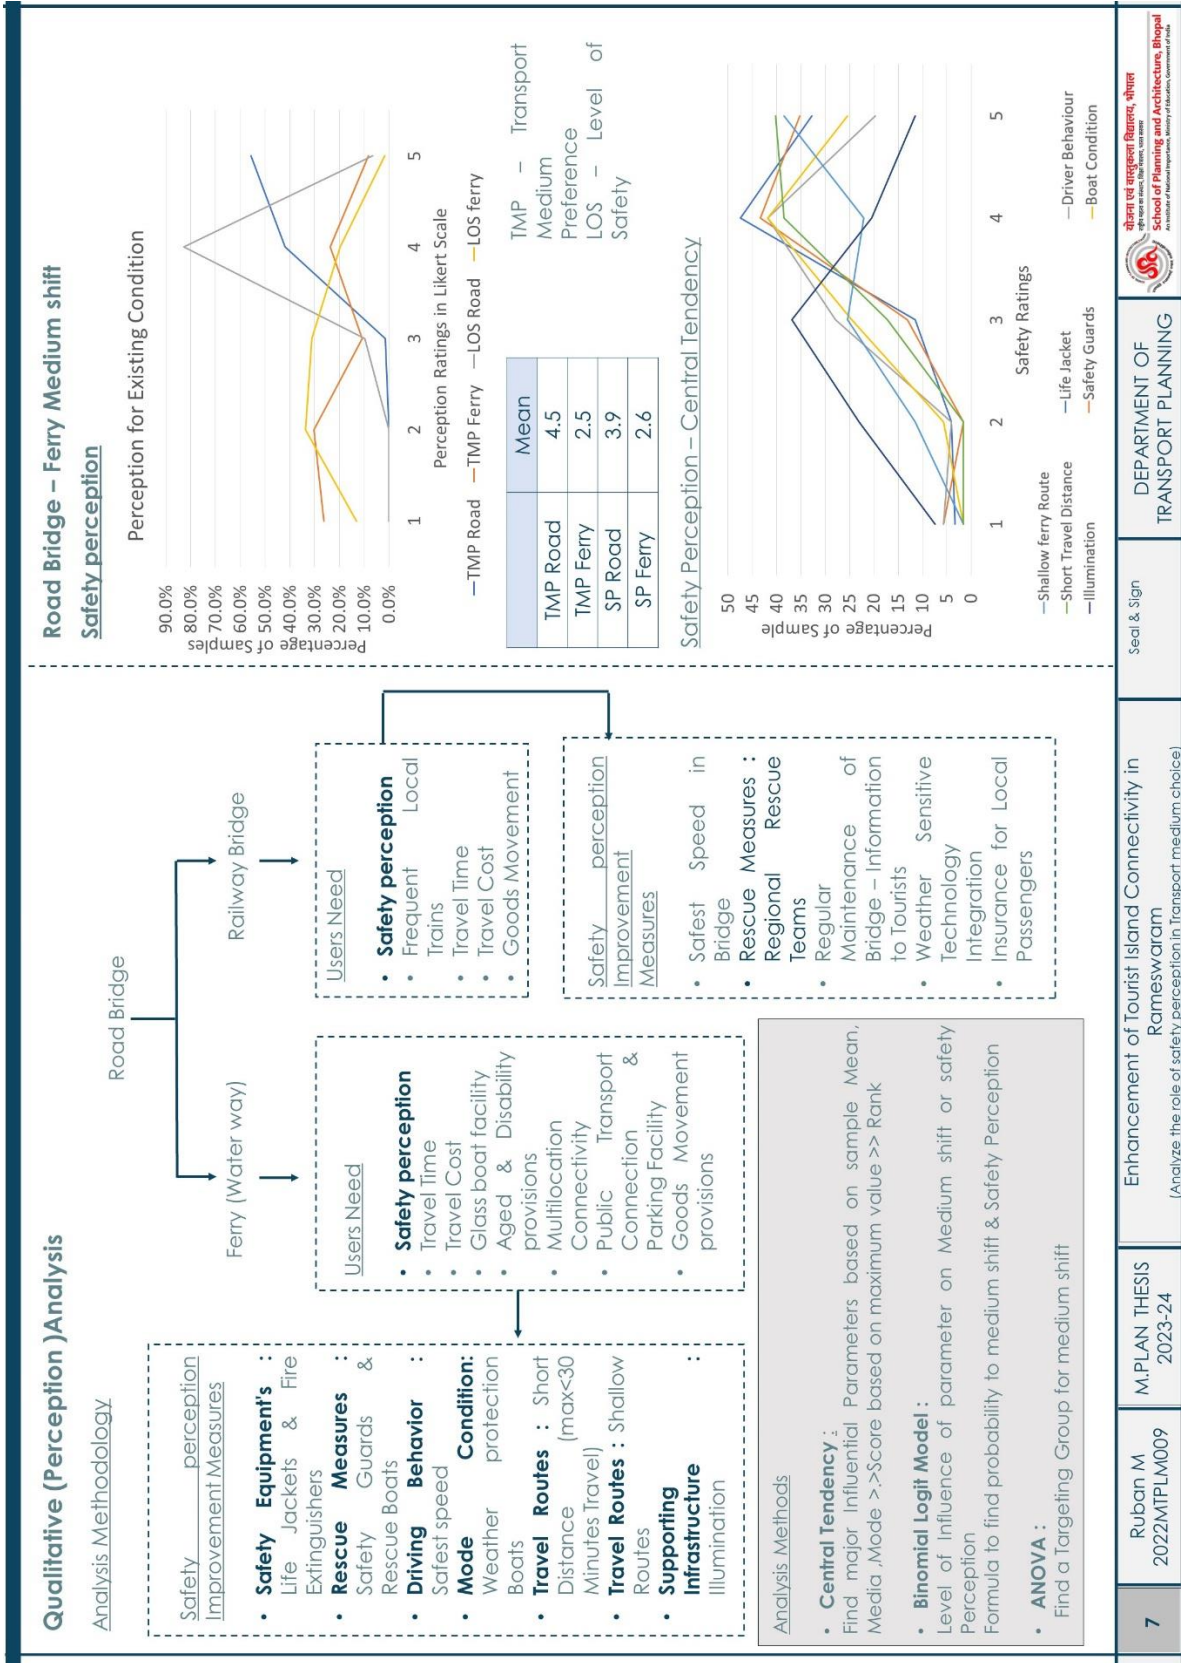 Qualitative (Perception )Analysis
Analysis Methodology
Road Bridge
Ferry (Water way)
Railway Bridge
Safety perception
Improvement Measures
• Safety Equipment's :
Life Jackets & Fire
Extinguishers
• Rescue Measures :
Safety Guards &
Rescue Boats
• Driving Behavior :
Safest speed
• Mode Condition:
Weather protection
Boats
• Travel Routes : Short
Distance (max<30
Minutes Travel)
• Travel Routes : Shallow
Routes
• Supporting
Infrastructure :
Illumination
Users Need
• Safety perception
• Travel Time
• Travel Cost
• Glass boat facility
• Aged & Disability
provisions
• Multilocation
Connectivity
• Public Transport
Connection &
Parking Facility
• Goods Movement
provisions
Users Need
• Safety perception
• Frequent Local
Trains
• Travel Time
• Travel Cost
• Goods Movement
Safety perception
Improvement
Measures
• Safest Speed in
Bridge
• Rescue Measures :
Regional Rescue
Teams
• Regular
Maintenance of
Bridge – Information
to Tourists
• Weather Sensitive
Technology
Integration
• Insurance for Local
Passengers
Analysis Methods
• Central Tendency :
Find major Influential Parameters based on sample Mean,
Media ,Mode >.>Score based on maximum value >> Rank
• Binomial Logit Model :
Level of Influence of parameter on Medium shift or safety
Perception
Formula to find probability to medium shift & Safety Perception
• ANOVA :
Find a Targeting Group for medium shift
Road Bridge – Ferry Medium shift
Safety perception
Perception for Existing Condition
Percentage of Samples
90.0%
80.0%
70.0%
60.0%
50.0%
40.0%
30.0%
20.0%
10.0%
0.0%
1 2 3 4 5
Perception Ratings in Likert Scale
TMP Road TMP Ferry LOS Road LOS ferry
Mean
TMP Road 4.5
TMP Ferry 2.5
SP Road 3.9
SP Ferry 2.6
TMP – Transport
Medium
Preference
LOS – Level of
Safety
Safety Perception – Central Tendency
Percentage of Sample
50
45
40
35
30
25
20
15
10
5
0
1 2 3 4 5
Safety Ratings
Shallow ferry Route Life Jacket Driver Behaviour
Short Travel Distance Safety Guards Boat Condition
Illumination
7
Ruban M
2022MTPLM009
M.PLAN THESIS
2023-24
Enhancement of Tourist Island Connectivity in
Rameswaram
(Analyze the role of safety perception in Transport medium choice)
Seal & Sign
DEPARTMENT OF
TRANSPORT PLANNING
योजना एवं वास्तुकला विद्यालय, भोपाल
School of Planning and Architecture, Bhopal
An Institute of National Importance, Ministry of Education, Government of India